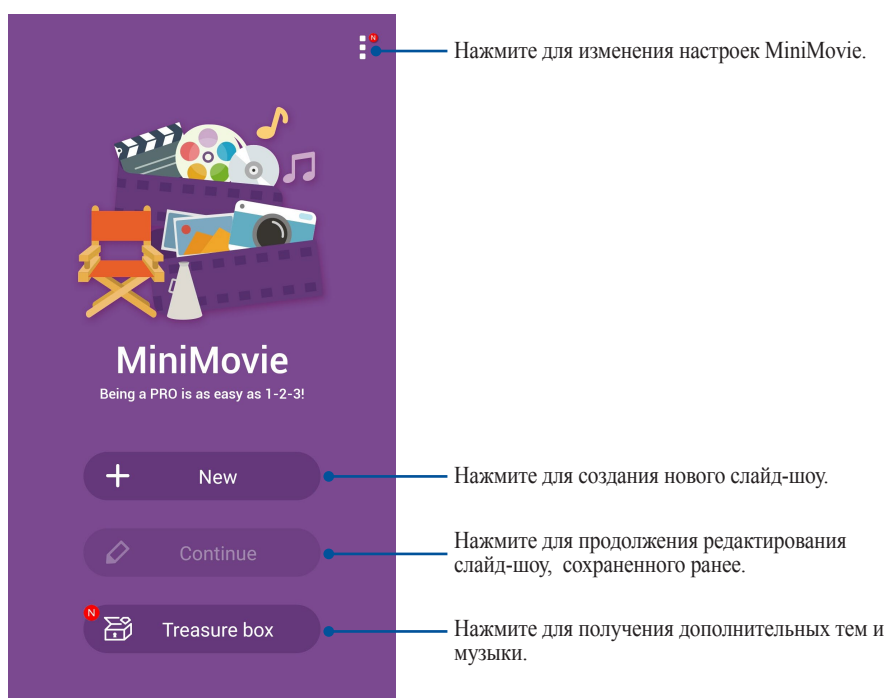 N
Нажмите для изменения настроек MiniMovie.
MiniMovie
Being a PRO is as easy as 1-2-3!
New
Нажмите для создания нового слайд-шоу.
Continue
Нажмите для продолжения редактирования
слайд-шоу, сохраненного ранее.
N
Treasure box
Нажмите для получения дополнительных тем и
музыки.